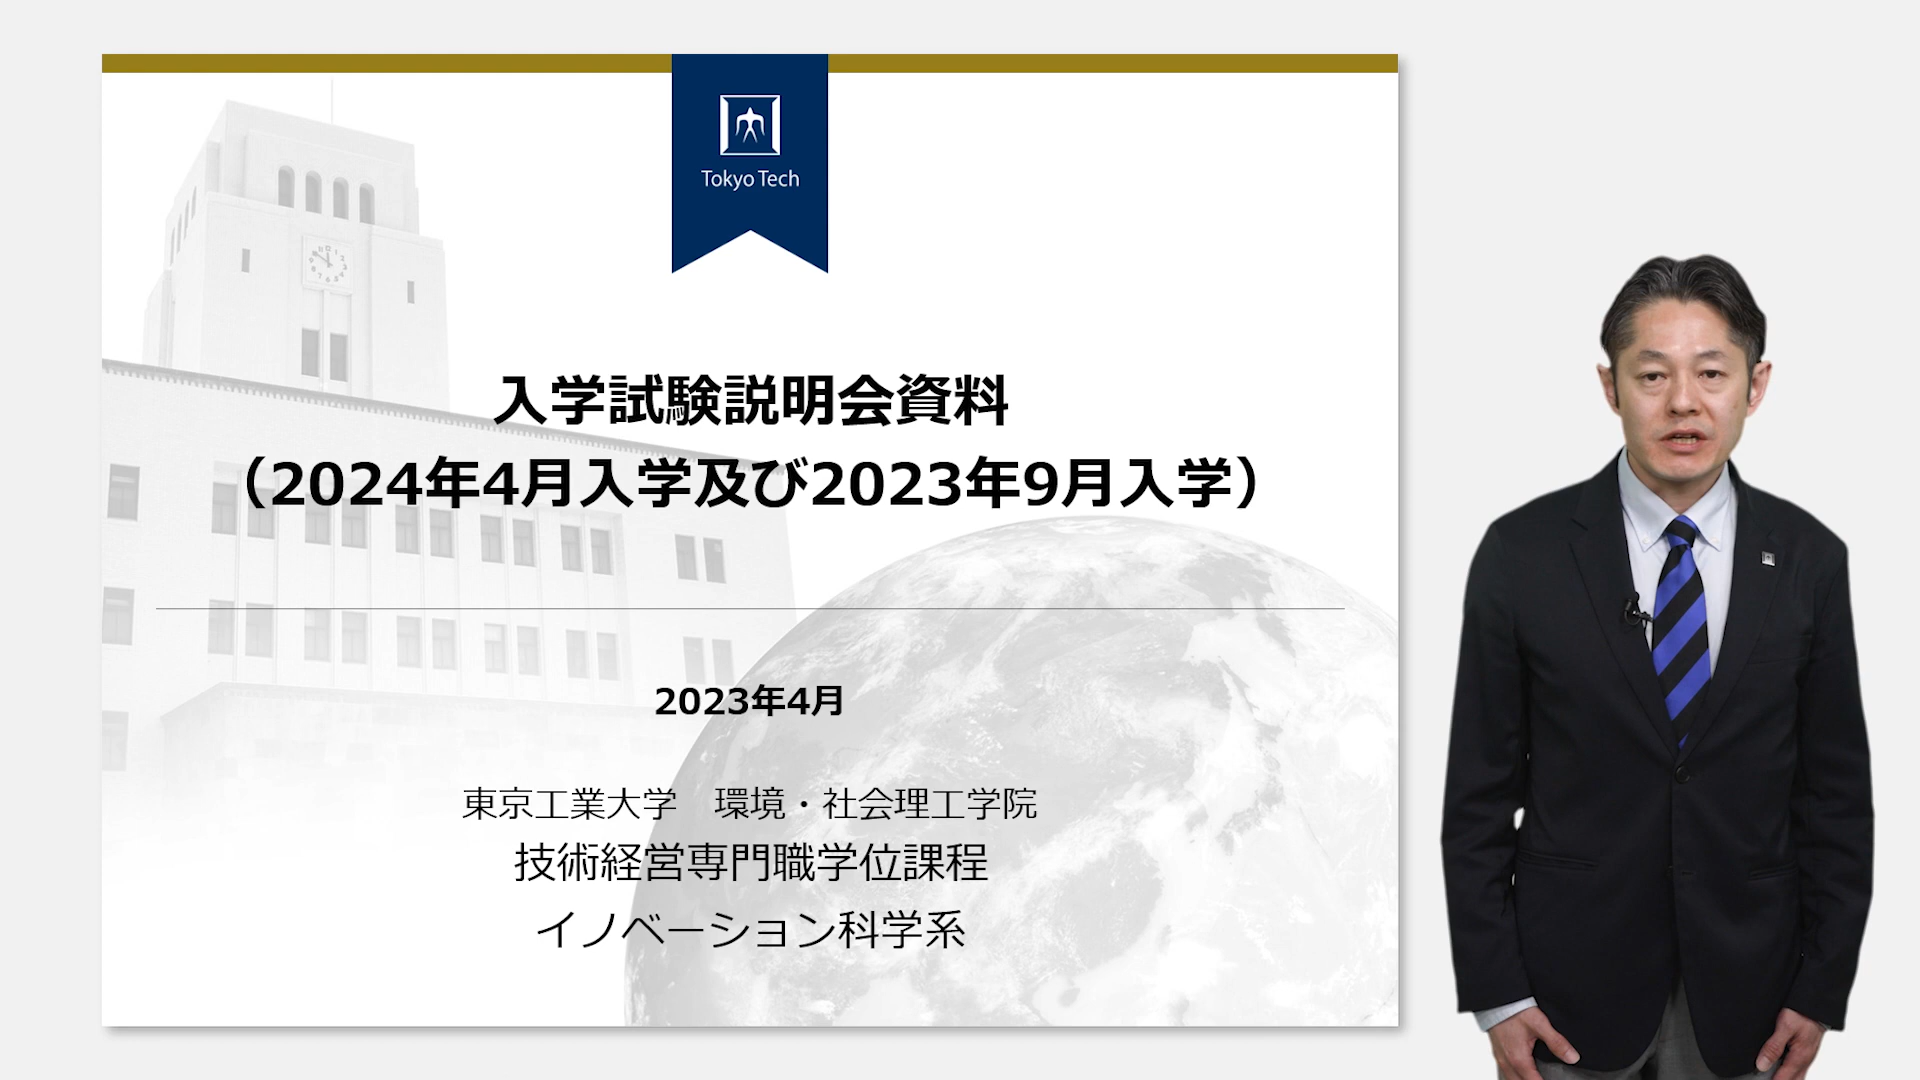 Tokyo Tech
入学試験説明会資料
（2024年4月入学及び2023年9月入学）
2023年4月
東京工業大学　環境・社会理工学院
技術経営専門職学位課程
イノベーション科学系